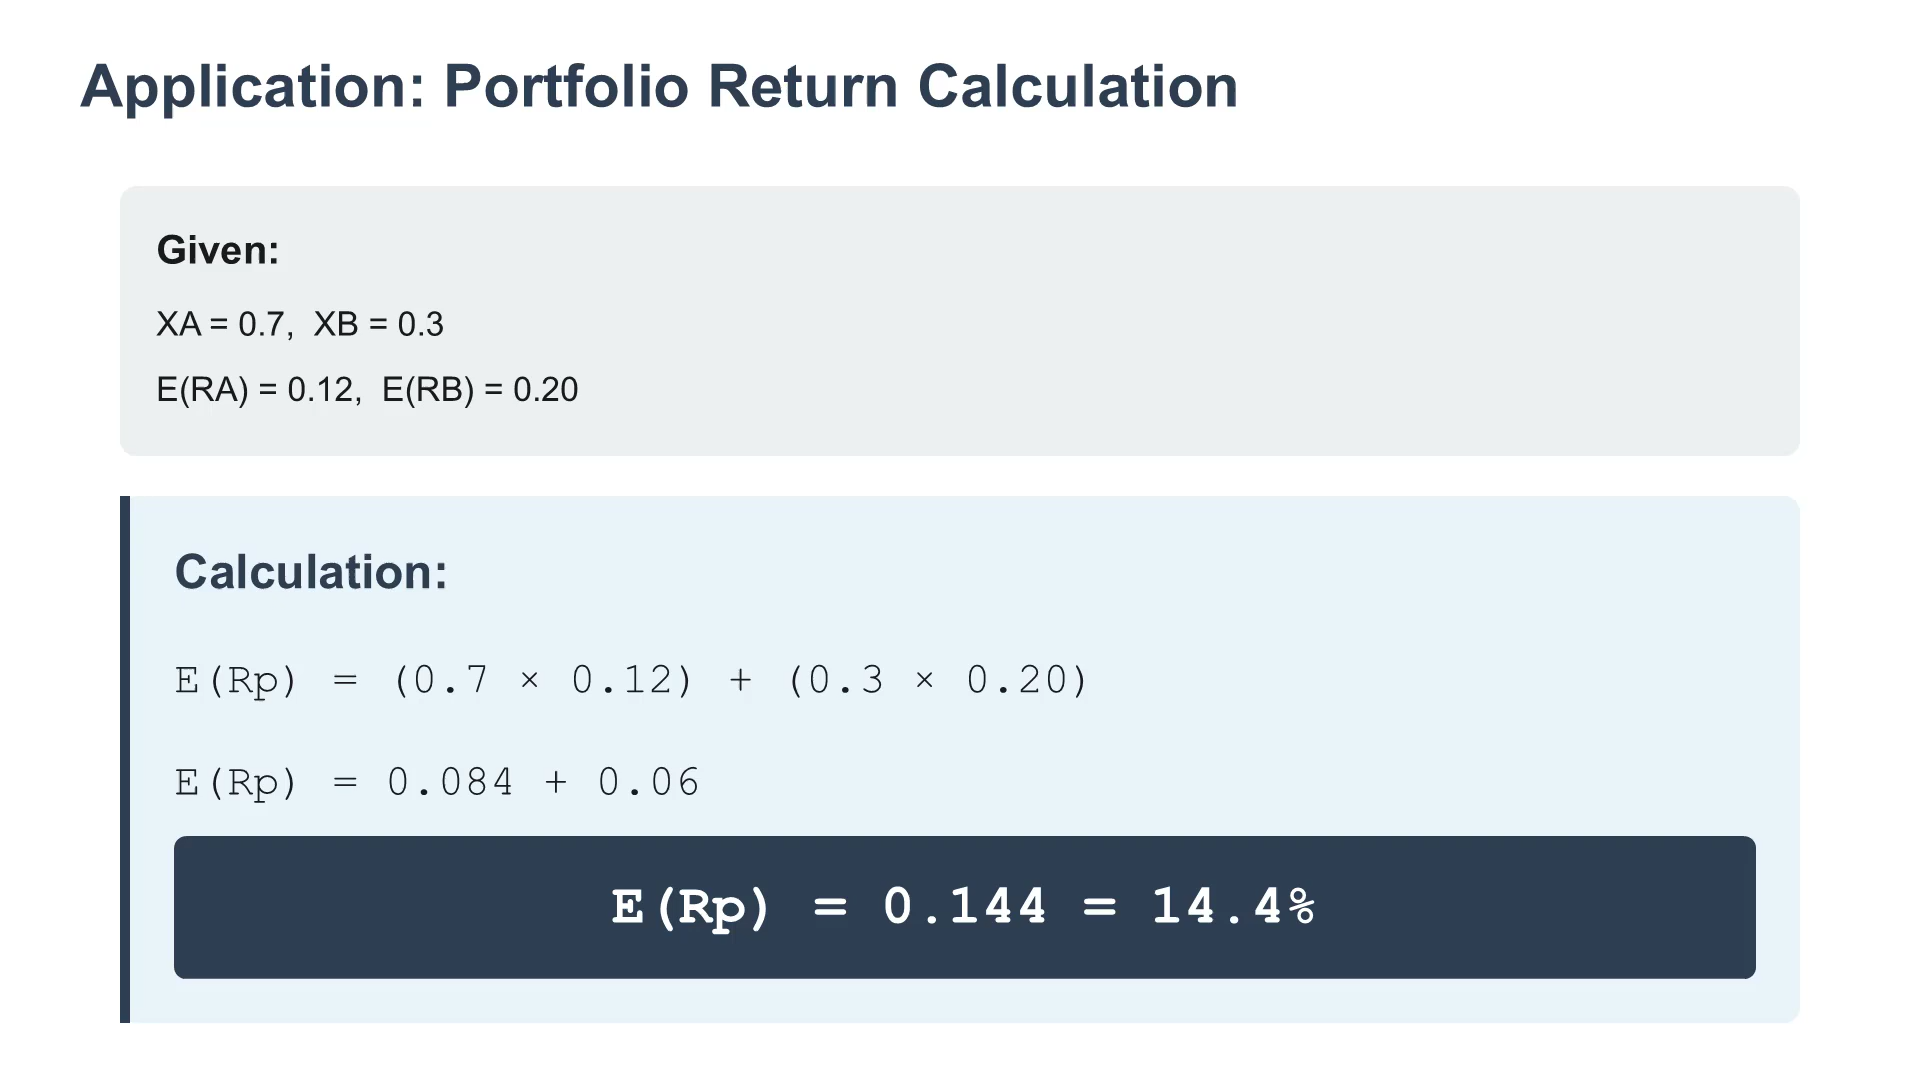 Application: Portfolio Return Calculation
Given:
XA = 0.7, XB = 0.3
E(RA) = 0.12, E(RB) = 0.20
Calculation:
E(Rp) = (0.7 × 0.12) + (0.3 × 0.20)
E(Rp) = 0.084 + 0.06
E(Rp) = 0.144 = 14.4%